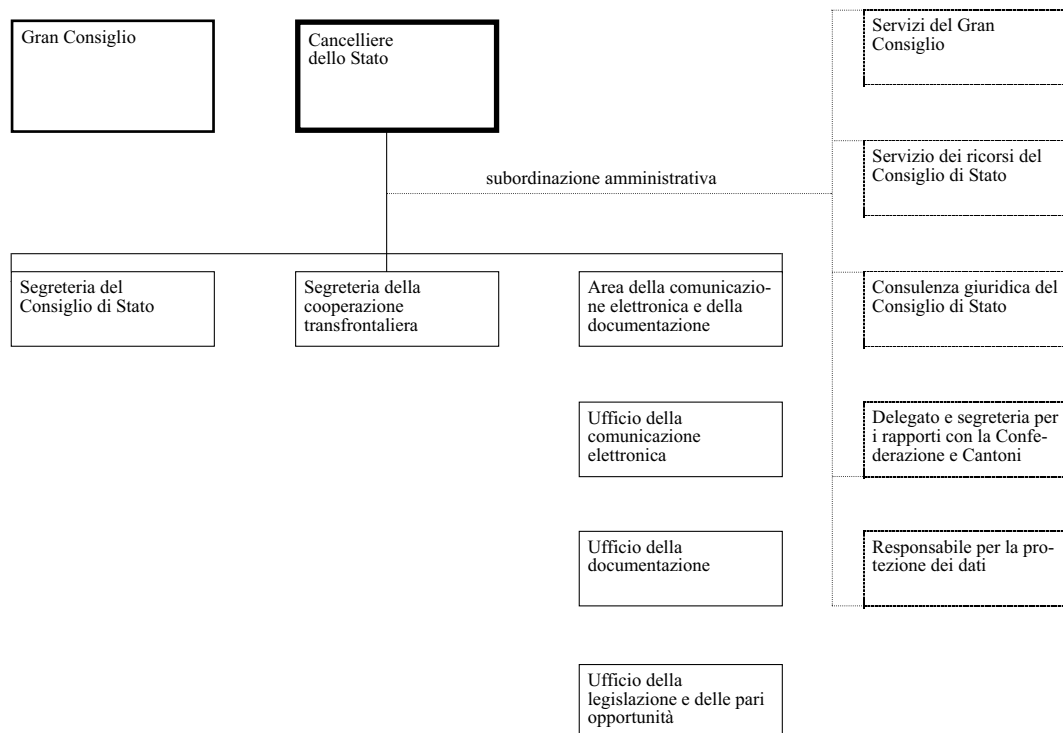 Gran Consiglio
Cancelliere
dello Stato
Servizi del Gran
Consiglio
Servizio dei ricorsi del
Consiglio di Stato
subordinazione amministrativa
Segreteria del
Consiglio di Stato
Segreteria della
cooperazione
transfrontaliera
Area della comunicazio-
ne elettronica e della
documentazione
Consulenza giuridica del
Consiglio di Stato
Ufficio della
comunicazione
elettronica
Delegato e segreteria per
i rapporti con la Confe-
derazione e Cantoni
Ufficio della
documentazione
Responsabile per la pro-
tezione dei dati
Ufficio della
legislazione e delle pari
opportunità